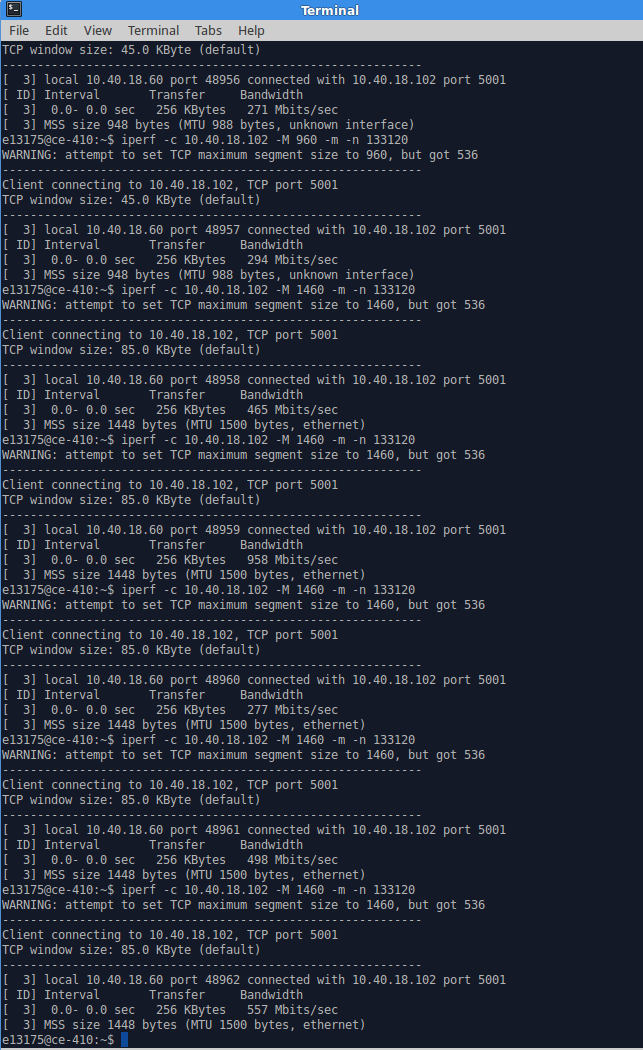 Terminal
File Edit View Terminal Tabs Help
TCP window size: 45.0 KByte (default)
------------------------------------------------------------
[  3] local 10.40.18.60 port 48956 connected with 10.40.18.102 port 5001
[ ID] Interval       Transfer     Bandwidth
[  3]  0.0- 0.0 sec   256 KBytes   271 Mbits/sec
[  3] MSS size 948 bytes (MTU 988 bytes, unknown interface)
e13175@ce-410:~$ iperf -c 10.40.18.102 -M 960 -m -n 133120
WARNING: attempt to set TCP maximum segment size to 960, but got 536
------------------------------------------------------------
Client connecting to 10.40.18.102, TCP port 5001
TCP window size: 45.0 KByte (default)
------------------------------------------------------------
[  3] local 10.40.18.60 port 48957 connected with 10.40.18.102 port 5001
[ ID] Interval       Transfer     Bandwidth
[  3]  0.0- 0.0 sec   256 KBytes   294 Mbits/sec
[  3] MSS size 948 bytes (MTU 988 bytes, unknown interface)
e13175@ce-410:~$ iperf -c 10.40.18.102 -M 1460 -m -n 133120
WARNING: attempt to set TCP maximum segment size to 1460, but got 536
------------------------------------------------------------
Client connecting to 10.40.18.102, TCP port 5001
TCP window size: 85.0 KByte (default)
------------------------------------------------------------
[  3] local 10.40.18.60 port 48958 connected with 10.40.18.102 port 5001
[ ID] Interval       Transfer     Bandwidth
[  3]  0.0- 0.0 sec   256 KBytes   465 Mbits/sec
[  3] MSS size 1448 bytes (MTU 1500 bytes, ethernet)
e13175@ce-410:~$ iperf -c 10.40.18.102 -M 1460 -m -n 133120
WARNING: attempt to set TCP maximum segment size to 1460, but got 536
------------------------------------------------------------
Client connecting to 10.40.18.102, TCP port 5001
TCP window size: 85.0 KByte (default)
------------------------------------------------------------
[  3] local 10.40.18.60 port 48959 connected with 10.40.18.102 port 5001
[ ID] Interval       Transfer     Bandwidth
[  3]  0.0- 0.0 sec   256 KBytes   958 Mbits/sec
[  3] MSS size 1448 bytes (MTU 1500 bytes, ethernet)
e13175@ce-410:~$ iperf -c 10.40.18.102 -M 1460 -m -n 133120
WARNING: attempt to set TCP maximum segment size to 1460, but got 536
------------------------------------------------------------
Client connecting to 10.40.18.102, TCP port 5001
TCP window size: 85.0 KByte (default)
------------------------------------------------------------
[  3] local 10.40.18.60 port 48960 connected with 10.40.18.102 port 5001
[ ID] Interval       Transfer     Bandwidth
[  3]  0.0- 0.0 sec   256 KBytes   277 Mbits/sec
[  3] MSS size 1448 bytes (MTU 1500 bytes, ethernet)
e13175@ce-410:~$ iperf -c 10.40.18.102 -M 1460 -m -n 133120
WARNING: attempt to set TCP maximum segment size to 1460, but got 536
------------------------------------------------------------
Client connecting to 10.40.18.102, TCP port 5001
TCP window size: 85.0 KByte (default)
------------------------------------------------------------
[  3] local 10.40.18.60 port 48961 connected with 10.40.18.102 port 5001
[ ID] Interval       Transfer     Bandwidth
[  3]  0.0- 0.0 sec   256 KBytes   498 Mbits/sec
[  3] MSS size 1448 bytes (MTU 1500 bytes, ethernet)
e13175@ce-410:~$ iperf -c 10.40.18.102 -M 1460 -m -n 133120
WARNING: attempt to set TCP maximum segment size to 1460, but got 536
------------------------------------------------------------
Client connecting to 10.40.18.102, TCP port 5001
TCP window size: 85.0 KByte (default)
------------------------------------------------------------
[  3] local 10.40.18.60 port 48962 connected with 10.40.18.102 port 5001
[ ID] Interval       Transfer     Bandwidth
[  3]  0.0- 0.0 sec   256 KBytes   557 Mbits/sec
[  3] MSS size 1448 bytes (MTU 1500 bytes, ethernet)
e13175@ce-410:~$